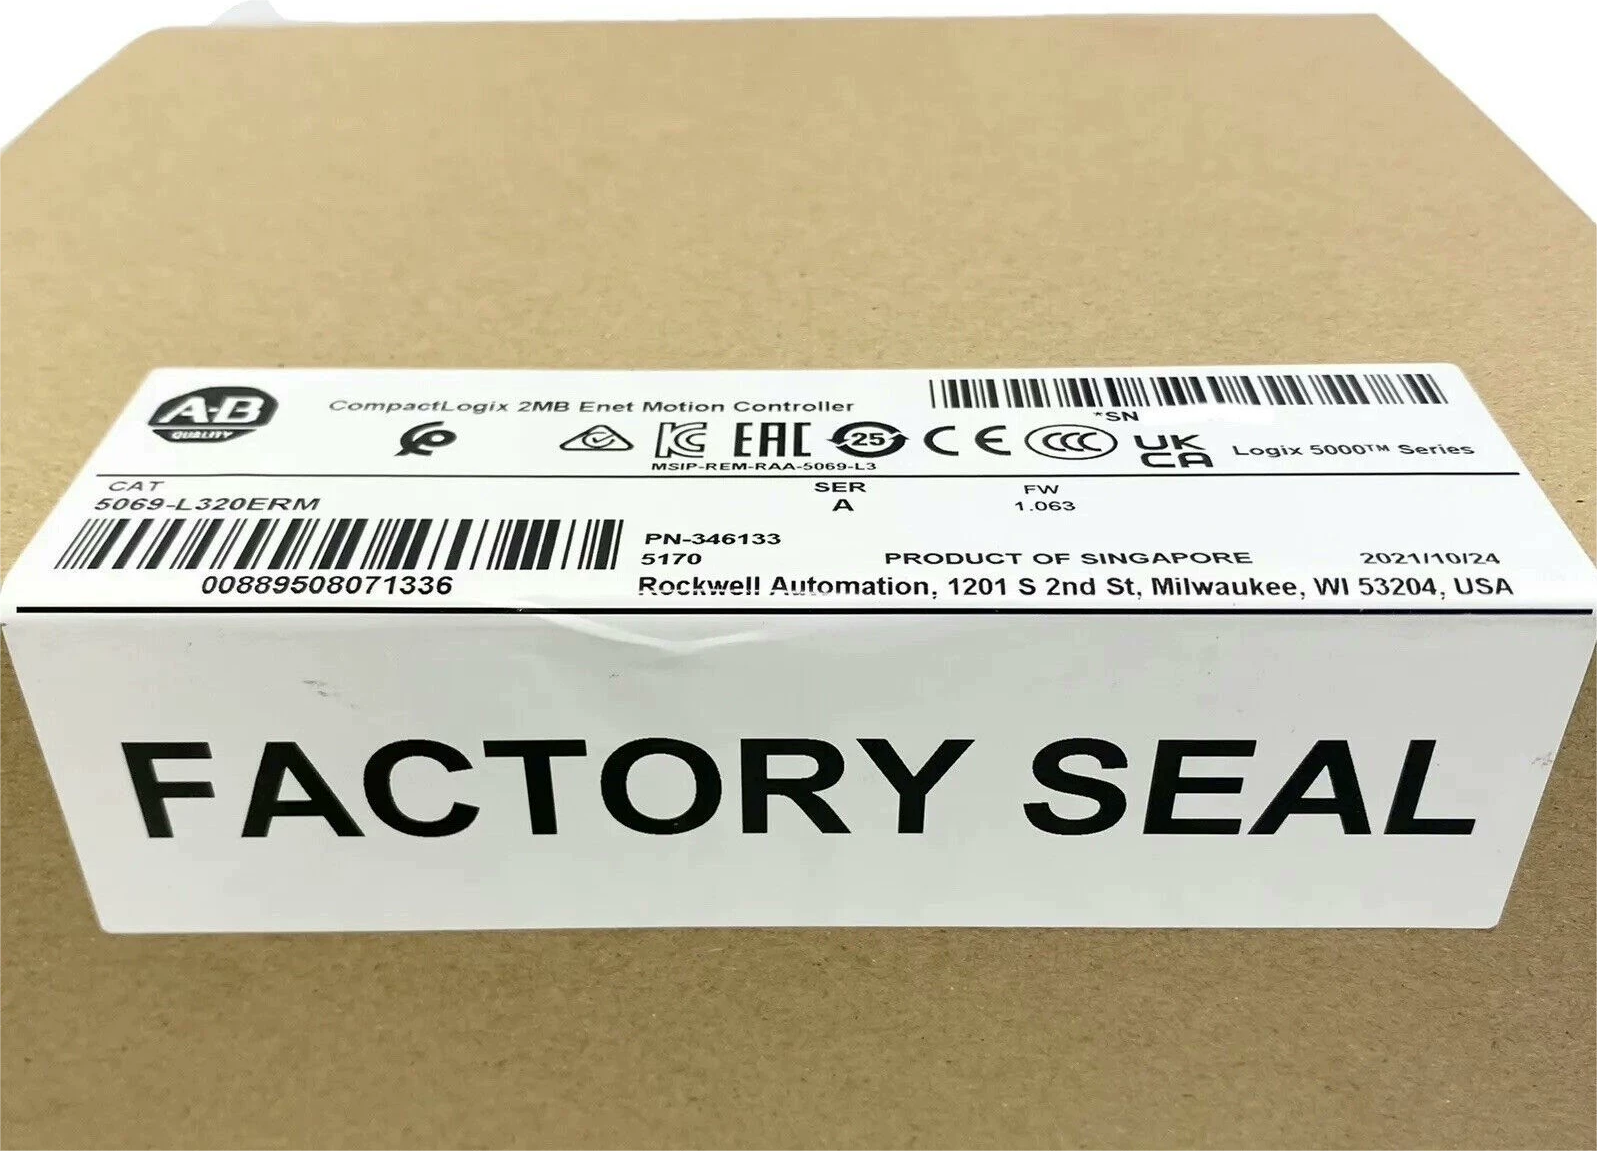 A-B
QUALITY
CompactLogix 2MB Enet Motion Controller
*SN
EAC
25
CE
CCC
UK
CA
Logix 5000™ Series
MSIP-REM-RAA-5069-L3
CAT
5069-L320ERM
SER
A
FW
1.063
00889508071336
PN-346133
5170
PRODUCT OF SINGAPORE
2021/10/24
Rockwell Automation, 1201 S 2nd St, Milwaukee, WI 53204, USA
FACTORY SEAL